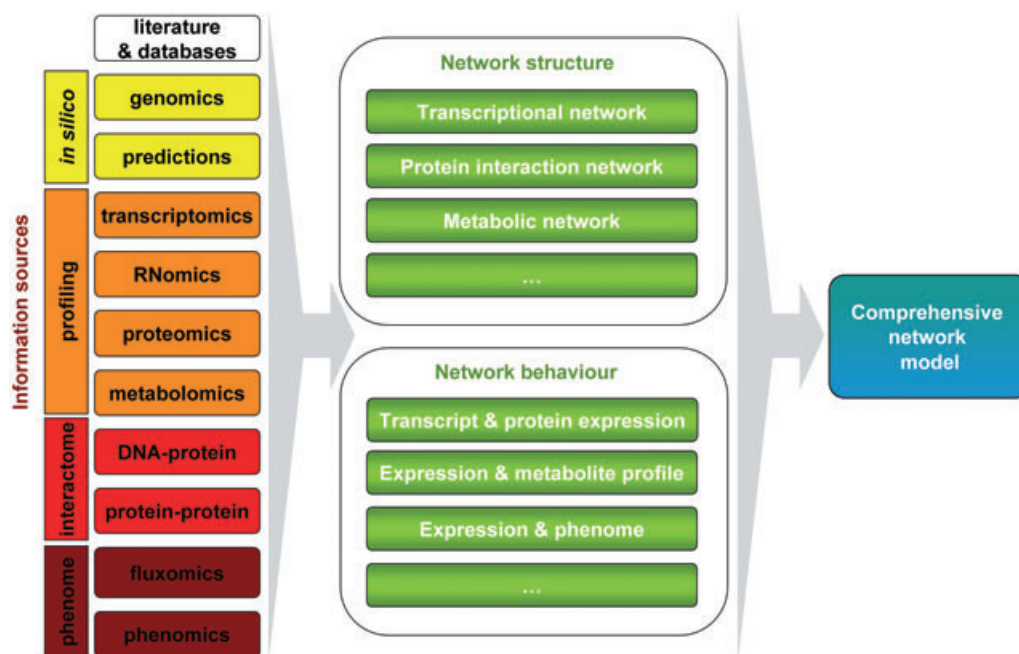 Information sources
literature
& databases
in silico
genomics
predictions
profiling
transcriptomics
RNomics
proteomics
metabolomics
interactome
DNA-protein
protein-protein
phenome
fluxomics
phenomics
Network structure
Transcriptional network
Protein interaction network
Metabolic network
...
Network behaviour
Transcript & protein expression
Expression & metabolite profile
Expression & phenome
...
Comprehensive
network
model